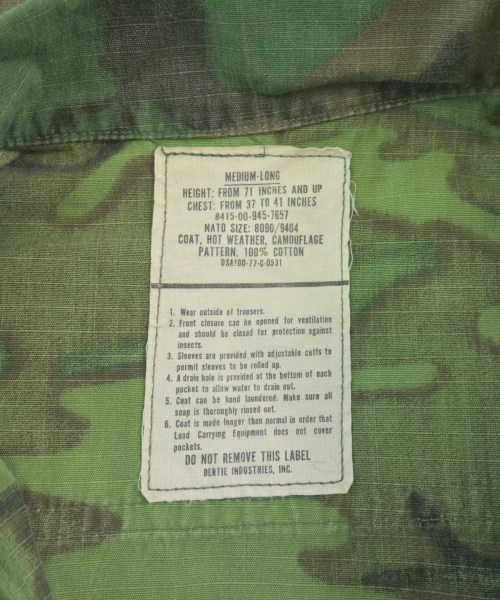 MEDIUM-LONG
HEIGHT: FROM 71 INCHES AND UP
CHEST: FROM 37 TO 41 INCHES
8415-00-945-7657
NATO SIZE: 8090/9404
COAT, HOT WEATHER, CAMOUFLAGE
PATTERN, 100% COTTON
DSA100-77-C-0531
1. Wear outside of trousers.
2. Front closure can be opened for ventilation
and should be closed for protection against
insects.
3. Sleeves are provided with adjustable cuffs to
permit sleeves to be rolled up.
4. A drain hole is provided at the bottom of each
pocket to allow water to drain out.
5. Coat can be hand laundered. Make sure all
soap is thoroughly rinsed out.
6. Coat is made longer than normal in order that
Load Carrying Equipment does not cover
pockets.
DO NOT REMOVE THIS LABEL
BERTIE INDUSTRIES, INC.